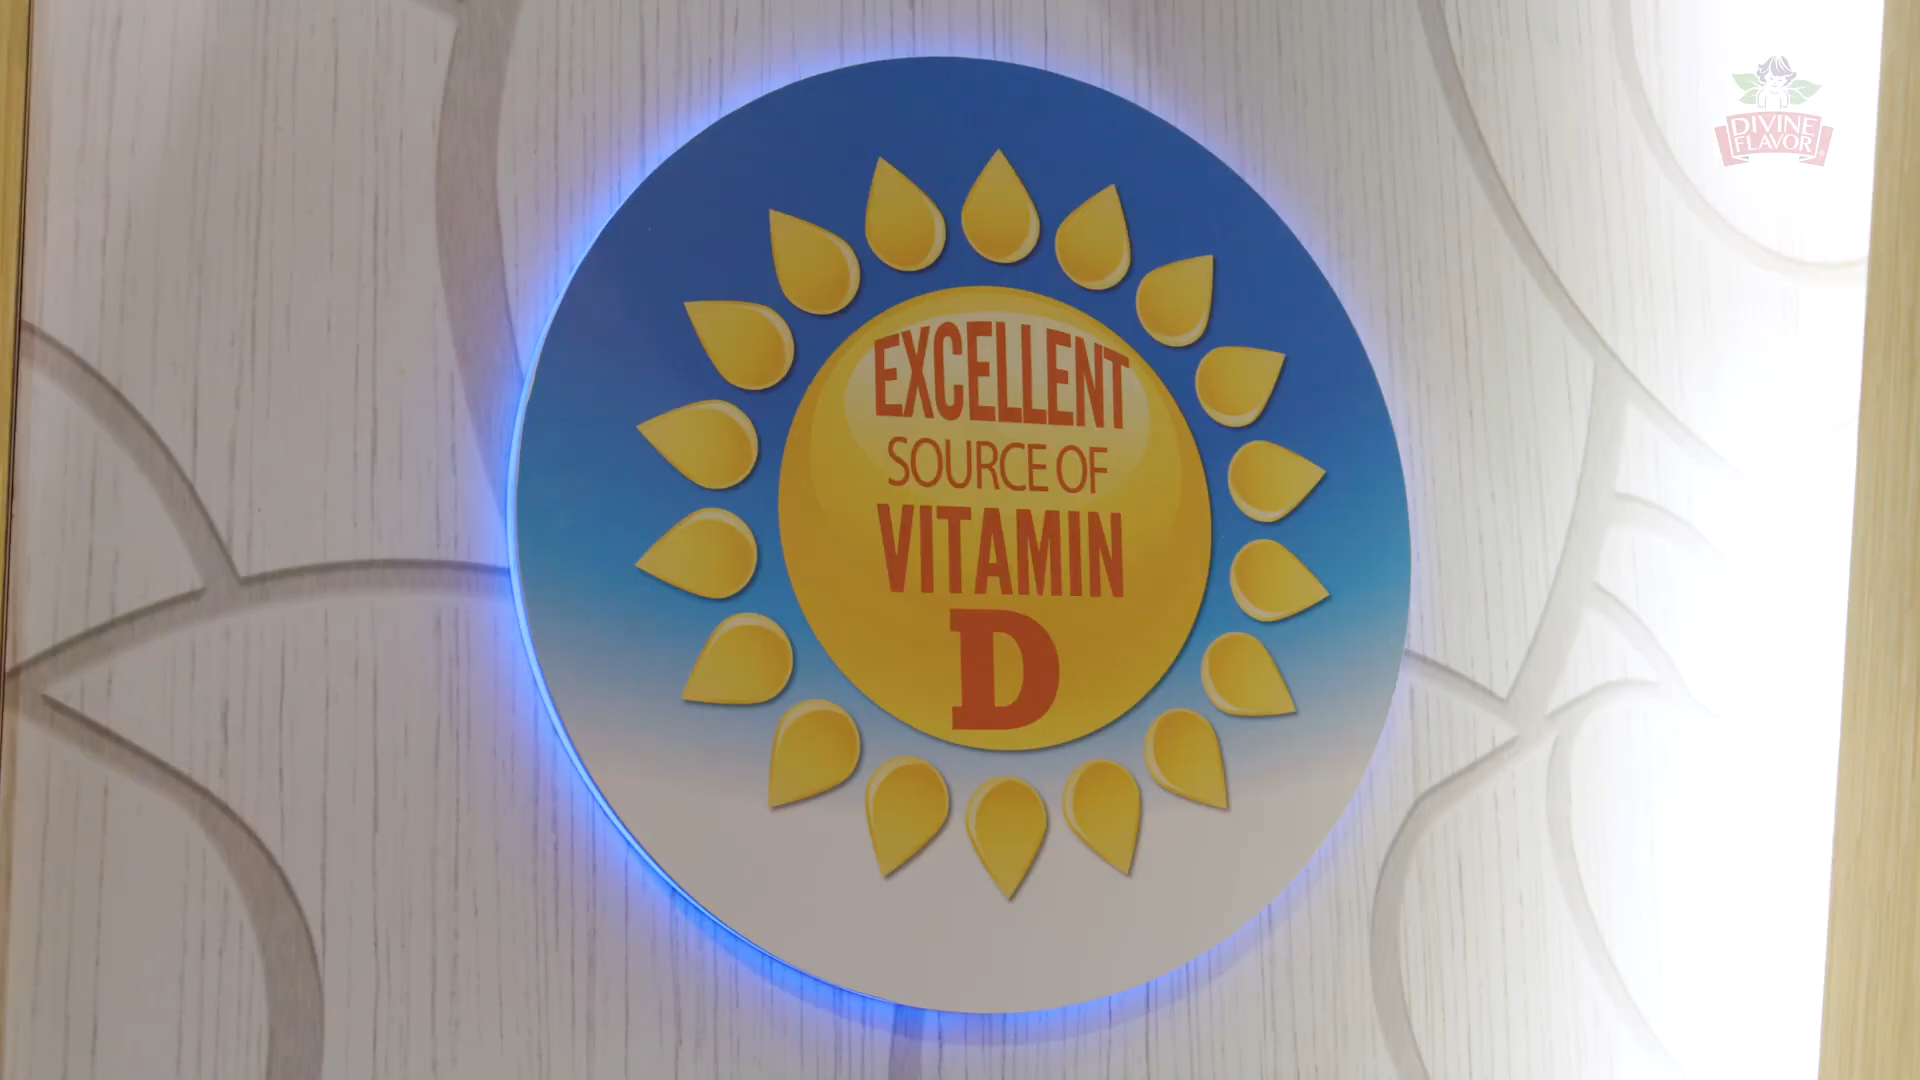 DIVINE
FLAVOR
EXCELLENT
SOURCE OF
VITAMIN
D